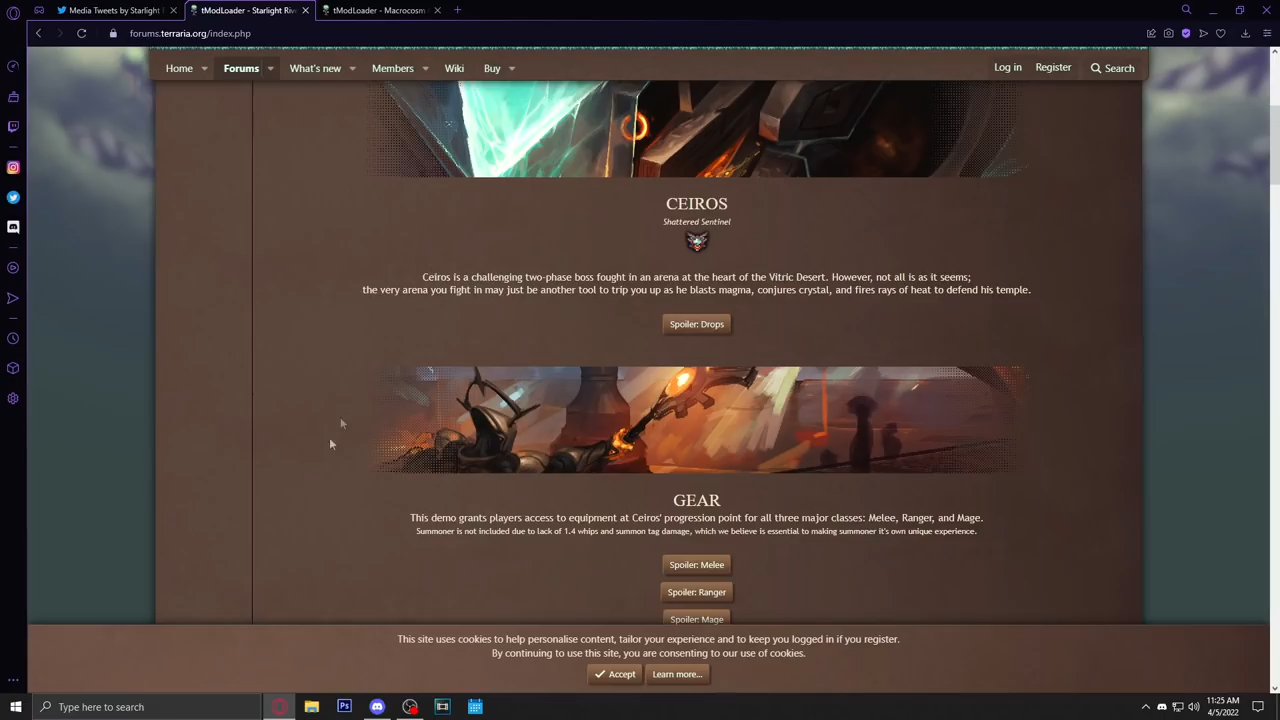 Media Tweets by Starlight
tModLoader - Starlight Rive
tModLoader - Macrocosm
forums.terraria.org/index.php
Home
Forums
What's new
Members
Wiki
Buy
Log in
Register
Search
CEIROS
Shattered Sentinel
Ceiros is a challenging two-phase boss fought in an arena at the heart of the Vitric Desert. However, not all is as it seems;
the very arena you fight in may just be another tool to trip you up as he blasts magma, conjures crystal, and fires rays of heat to defend his temple.
Spoiler: Drops
GEAR
This demo grants players access to equipment at Ceiros' progression point for all three major classes: Melee, Ranger, and Mage.
Summoner is not included due to lack of 1.4 whips and summon tag damage, which we believe is essential to making summoner it's own unique experience.
Spoiler: Melee
Spoiler: Ranger
Spoiler: Mage
This site uses cookies to help personalise content, tailor your experience and to keep you logged in if you register.
By continuing to use this site, you are consenting to our use of cookies.
Accept
Learn more…
Type here to search
Ps
11:25 AM
4/5/2022